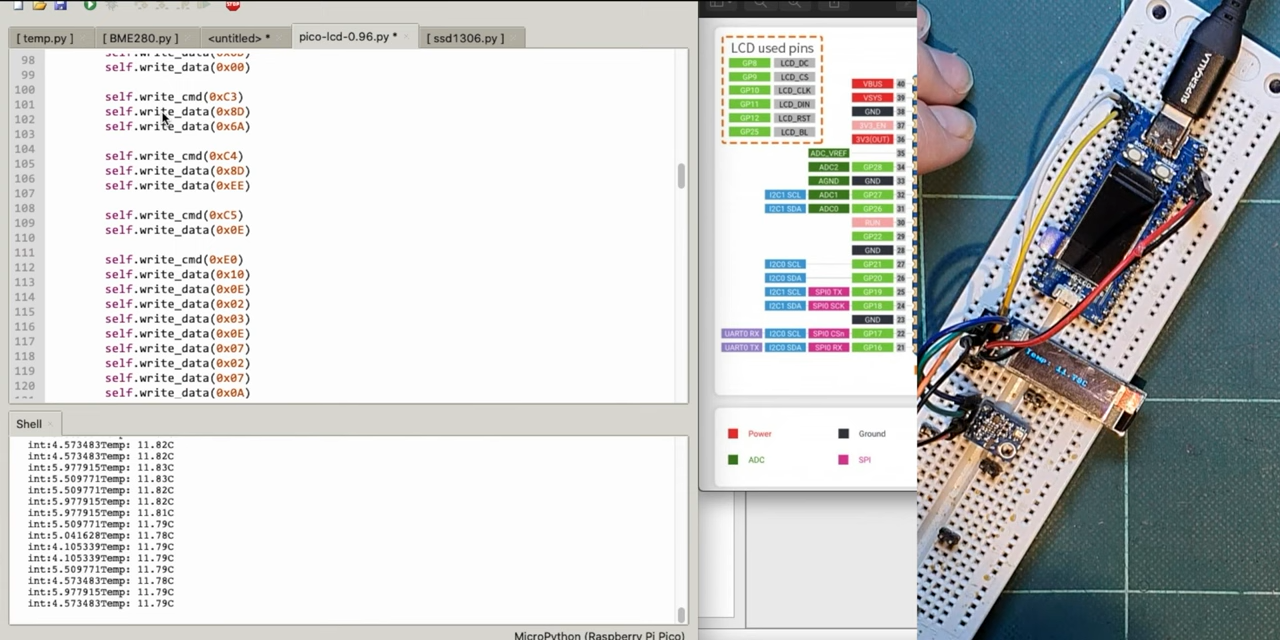 [ temp.py ] [ BME280.py ] <untitled> * pico-lcd-0.96.py * [ ssd1306.py ]
98
99 self.write_data(0x00)
100
101 self.write_cmd(0xC3)
102 self.write_data(0x8D)
103 self.write_data(0x6A)
104
105 self.write_cmd(0xC4)
106 self.write_data(0x8D)
107 self.write_data(0xEE)
108
109 self.write_cmd(0xC5)
110 self.write_data(0x0E)
111
112 self.write_cmd(0xE0)
113 self.write_data(0x10)
114 self.write_data(0x0E)
115 self.write_data(0x02)
116 self.write_data(0x03)
117 self.write_data(0x0E)
118 self.write_data(0x07)
119 self.write_data(0x02)
120 self.write_data(0x07)
self.write_data(0x0A)
Shell
int:4.573483Temp: 11.82C
int:4.573483Temp: 11.82C
int:5.977915Temp: 11.83C
int:5.509771Temp: 11.83C
int:5.509771Temp: 11.82C
int:5.977915Temp: 11.82C
int:5.977915Temp: 11.81C
int:5.509771Temp: 11.79C
int:5.041628Temp: 11.78C
int:4.105339Temp: 11.79C
int:4.105339Temp: 11.79C
int:5.509771Temp: 11.79C
int:4.573483Temp: 11.78C
int:5.977915Temp: 11.79C
int:4.573483Temp: 11.79C
MicroPython (Raspberry Pi Pico)
LCD used pins
GP8 LCD_DC
GP9 LCD_CS
GP10 LCD_CLK
GP11 LCD_DIN
GP12 LCD_RST
GP25 LCD_BL
VBUS 40
VSYS 39
GND 38
3V3_EN 37
3V3(OUT) 36
ADC_VREF 35
ADC2 GP28 34
AGND GND 33
I2C1 SCL ADC1 GP27 32
I2C1 SDA ADC0 GP26 31
RUN 30
GP22 29
GND 28
I2C0 SCL GP21 27
I2C0 SDA GP20 26
I2C1 SCL SPI0 TX GP19 25
I2C1 SDA SPI0 SCK GP18 24
GND 23
UART0 RX I2C0 SCL SPI0 CSn GP17 22
UART0 TX I2C0 SDA SPI0 RX GP16 21
Power Ground
ADC SPI
SUPERCALLA
Temp: 11.78C